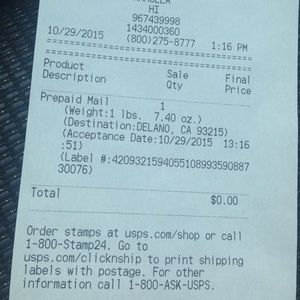 HI
967439998
1434000360
10/29/2015 (800)275-8777 1:16 PM
Product Sale Final
Description Qty Price
Prepaid Mail 1
(Weight:1 lbs. 7.40 oz.)
(Destination:DELANO, CA 93215)
(Acceptance Date:10/29/2015 13:16
:51)
(Label #:4209321594055108993590887
30076)
Total $0.00
Order stamps at usps.com/shop or call
1-800-Stamp24. Go to
usps.com/clicknship to print shipping
labels with postage. For other
information call 1-800-ASK-USPS.